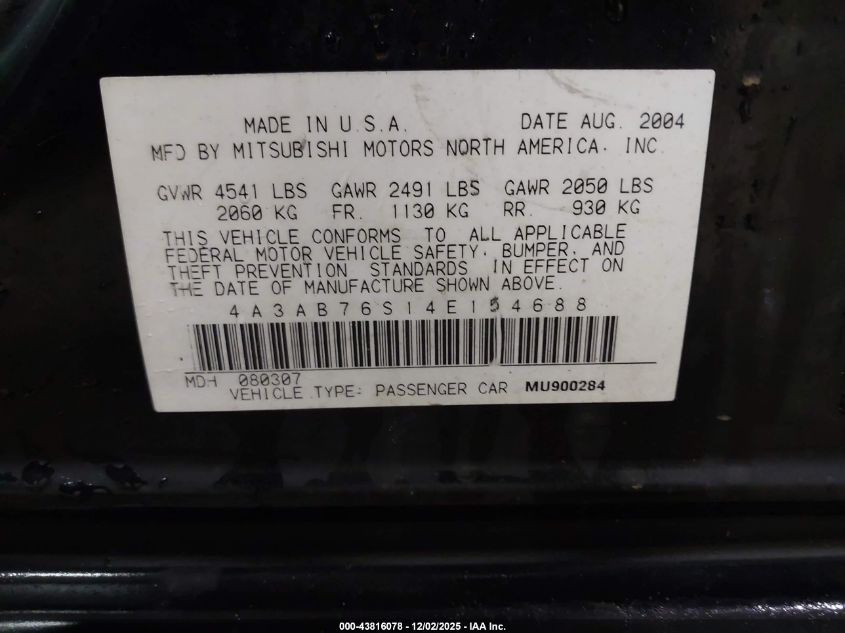 MADE IN U.S.A. DATE AUG. 2004
MFD BY MITSUBISHI MOTORS NORTH AMERICA. INC.
GVWR 4541 LBS GAWR 2491 LBS GAWR 2050 LBS
2060 KG FR. 1130 KG RR. 930 KG
THIS VEHICLE CONFORMS TO ALL APPLICABLE
FEDERAL MOTOR VEHICLE SAFETY. BUMPER. AND
THEFT PREVENTION STANDARDS IN EFFECT ON
THE DATE OF MANUFACTURE SHOWN ABOVE.
4A3AB76S14E154688
MDH 080307
VEHICLE TYPE: PASSENGER CAR MU900284
000-43816078 - 12/02/2025 - IAA Inc.